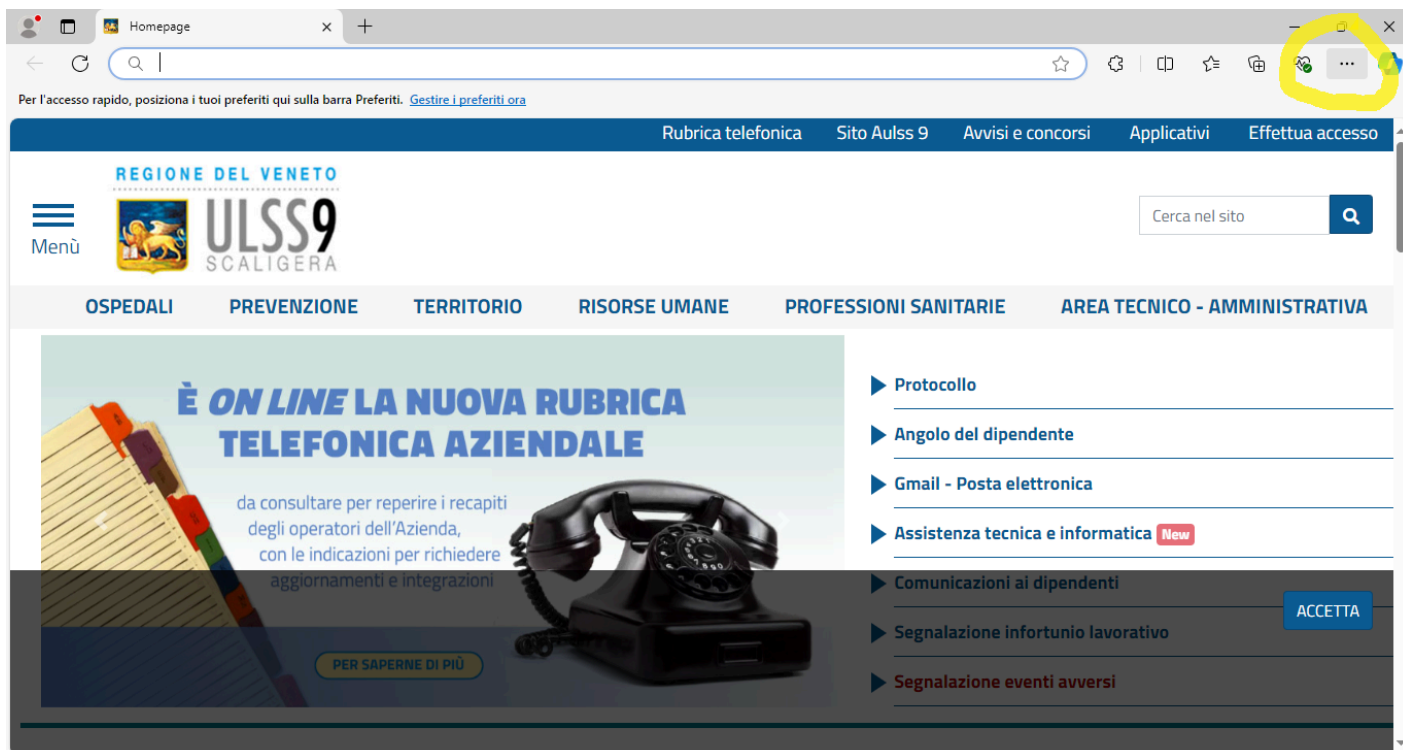 Homepage
Per l'accesso rapido, posiziona i tuoi preferiti qui sulla barra Preferiti. Gestire i preferiti ora
Rubrica telefonica Sito Aulss 9 Avvisi e concorsi Applicativi Effettua accesso
REGIONE DEL VENETO
ULSS9
SCALIGERA
Menù
Cerca nel sito
OSPEDALI PREVENZIONE TERRITORIO RISORSE UMANE PROFESSIONI SANITARIE AREA TECNICO - AMMINISTRATIVA
È ON LINE LA NUOVA RUBRICA
TELEFONICA AZIENDALE
da consultare per reperire i recapiti
degli operatori dell'Azienda,
con le indicazioni per richiedere
aggiornamenti e integrazioni
PER SAPERNE DI PIÙ
Protocollo
Angolo del dipendente
Gmail - Posta elettronica
Assistenza tecnica e informatica New
Comunicazioni ai dipendenti
Segnalazione infortunio lavorativo
Segnalazione eventi avversi
ACCETTA